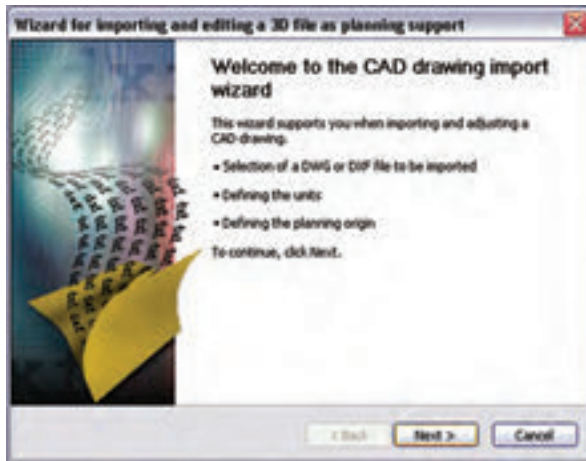 Wizard for importing and editing a 3D file as planning support
Welcome to the CAD drawing import
wizard
This wizard supports you when importing and adjusting a
CAD drawing.
• Selection of a DWG or DXF file to be imported
• Defining the units
• Defining the planning origin
To continue, click Next.
< Back
Next >
Cancel